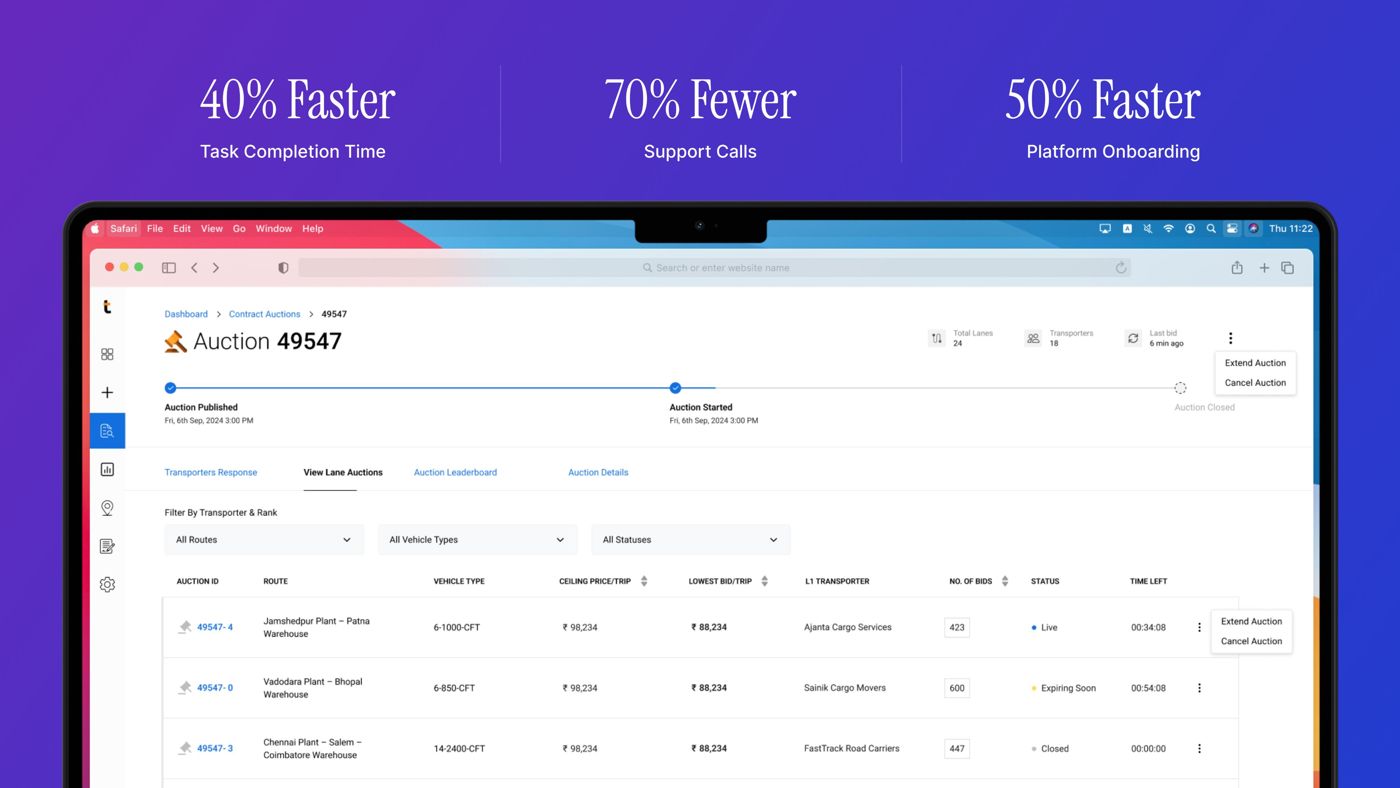 40% Faster
Task Completion Time
70% Fewer
Support Calls
50% Faster
Platform Onboarding
Safari File Edit View Go Window Help
A
Thu 11:22
Search or enter website name
t
Dashboard > Contract Auctions > 49547
Auction 49547
Total Lanes
24
Transporters
18
Last bid
6 min ago
Extend Auction
Cancel Auction
Auction Published
Fri, 6th Sep, 2024 3:00 PM
Auction Started
Fri, 6th Sep, 2024 3:00 PM
Auction Closed
Transporters Response
View Lane Auctions
Auction Leaderboard
Auction Details
Filter By Transporter & Rank
All Routes
All Vehicle Types
All Statuses
AUCTION ID ROUTE VEHICLE TYPE CEILING PRICE/TRIP LOWEST BID/TRIP L1 TRANSPORTER NO. OF BIDS STATUS TIME LEFT
49547- 4
Jamshedpur Plant – Patna
Warehouse
6-1000-CFT
₹ 98,234
₹ 88,234
Ajanta Cargo Services
423
Live
00:34:08
Extend Auction
Cancel Auction
49547- 0
Vadodara Plant – Bhopal
Warehouse
6-850-CFT
₹ 98,234
₹ 88,234
Sainik Cargo Movers
600
Expiring Soon
00:54:08
49547- 3
Chennai Plant – Salem –
Coimbatore Warehouse
14-2400-CFT
₹ 98,234
₹ 88,234
FastTrack Road Carriers
447
Closed
00:00:00